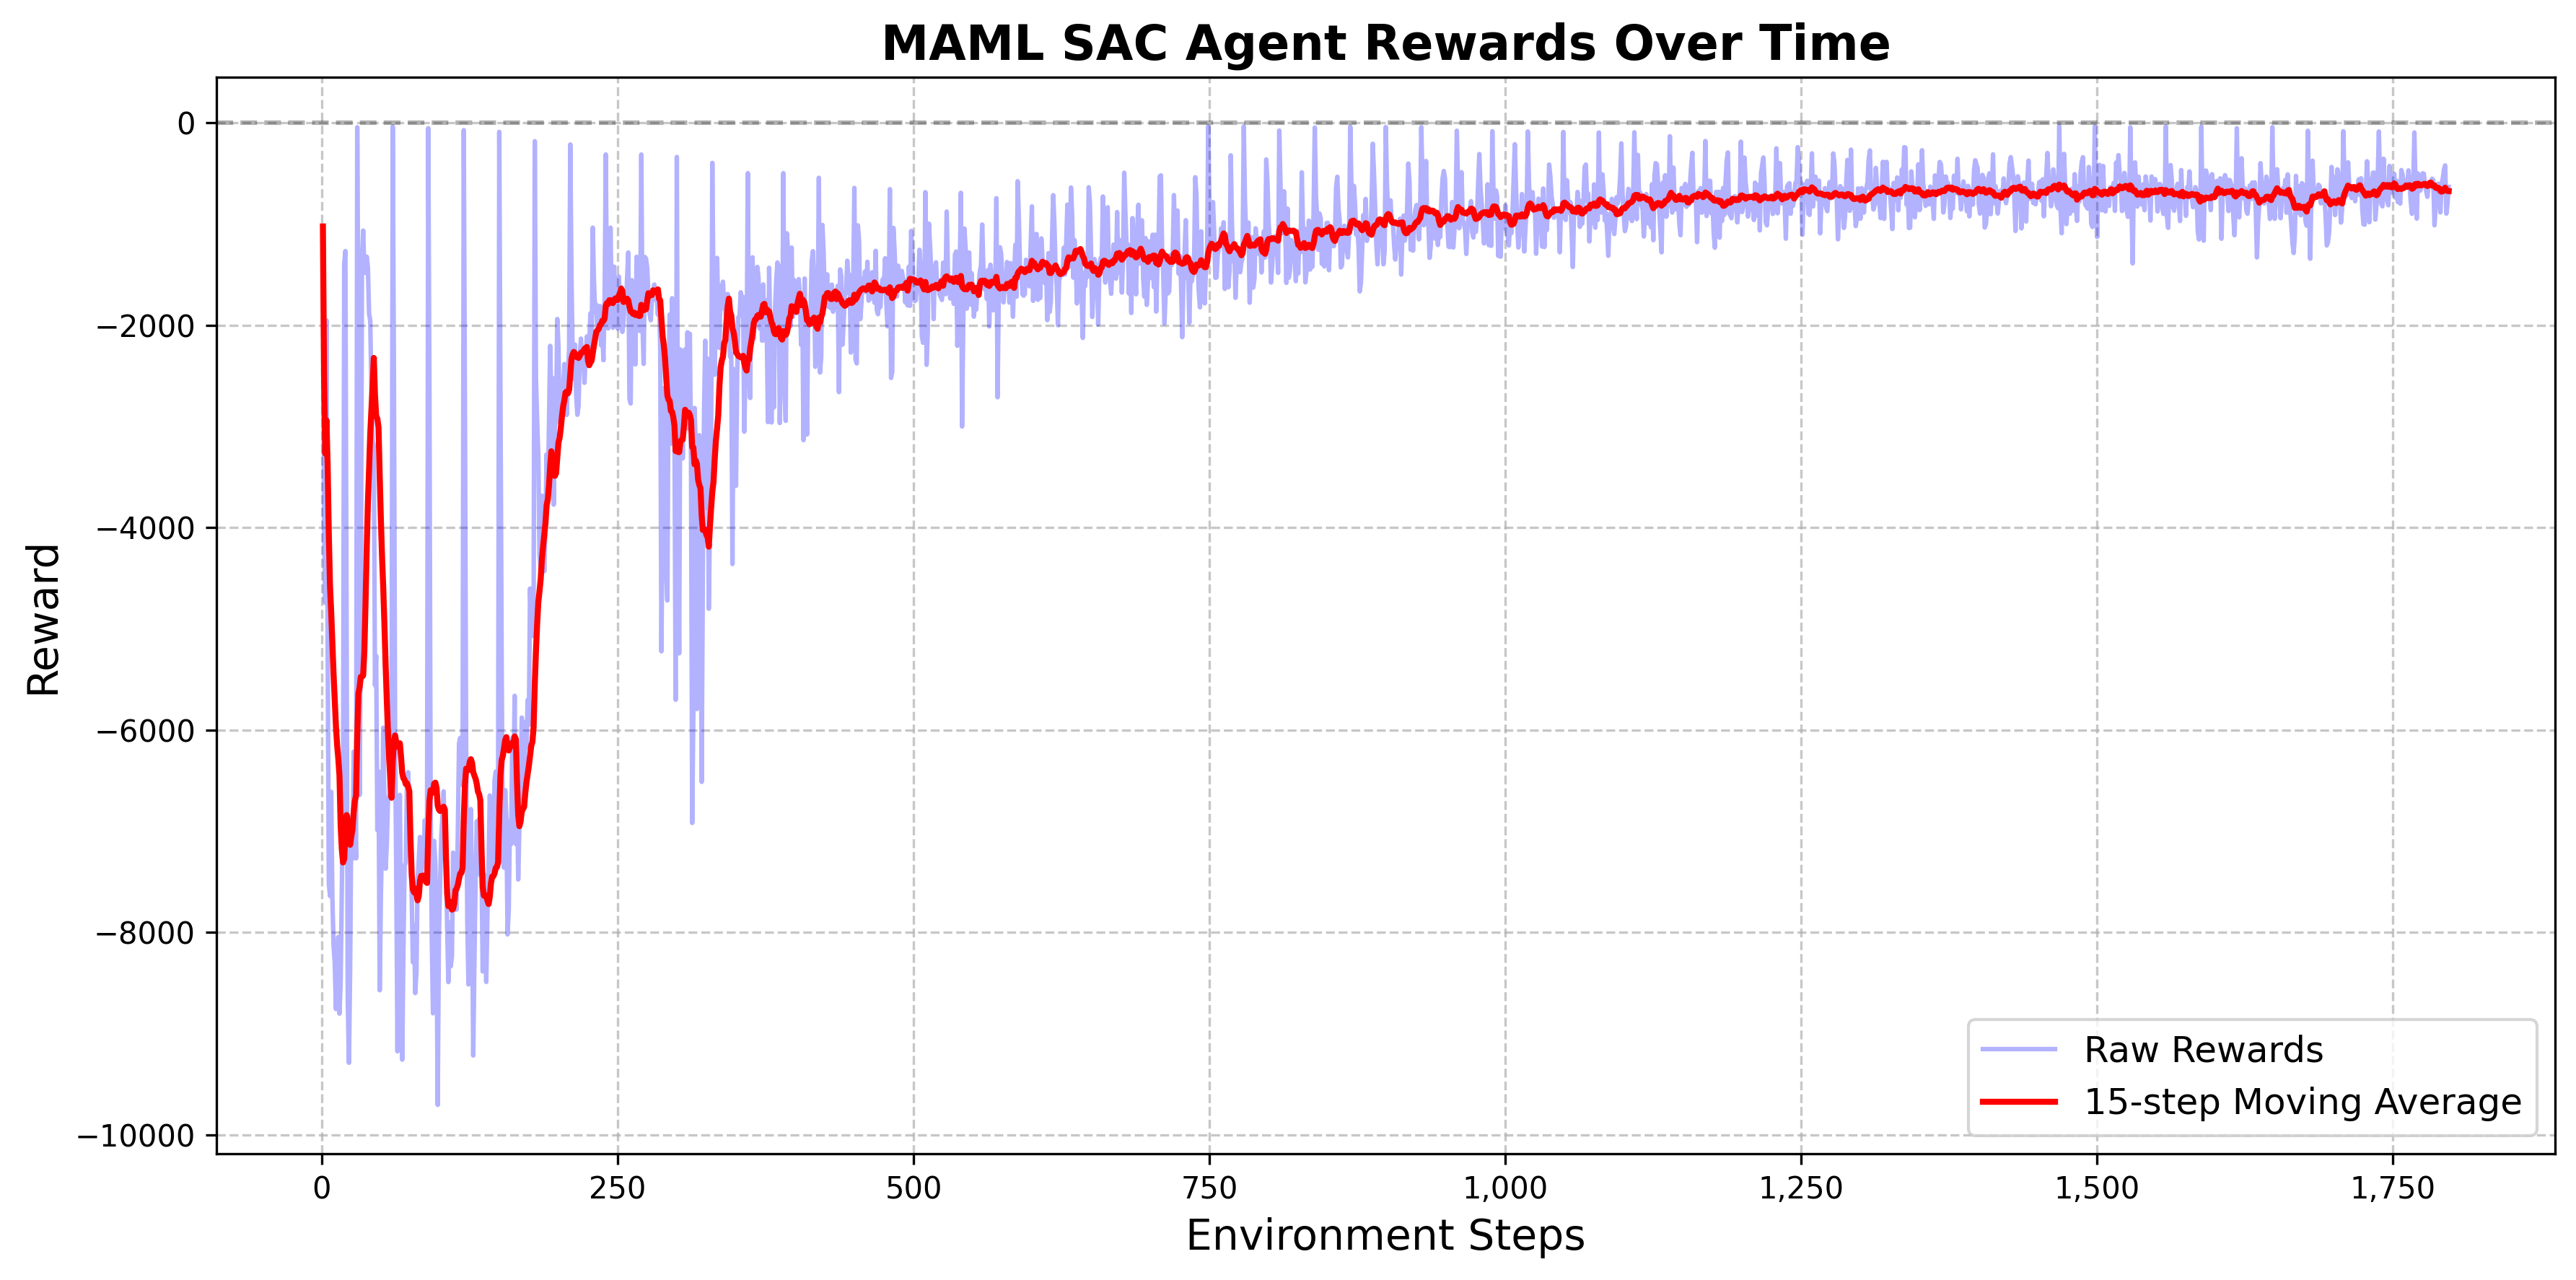 MAML SAC Agent Rewards Over Time
Reward
0
−2000
−4000
−6000
−8000
−10000
0 250 500 750 1,000 1,250 1,500 1,750
Environment Steps
Raw Rewards
15-step Moving Average